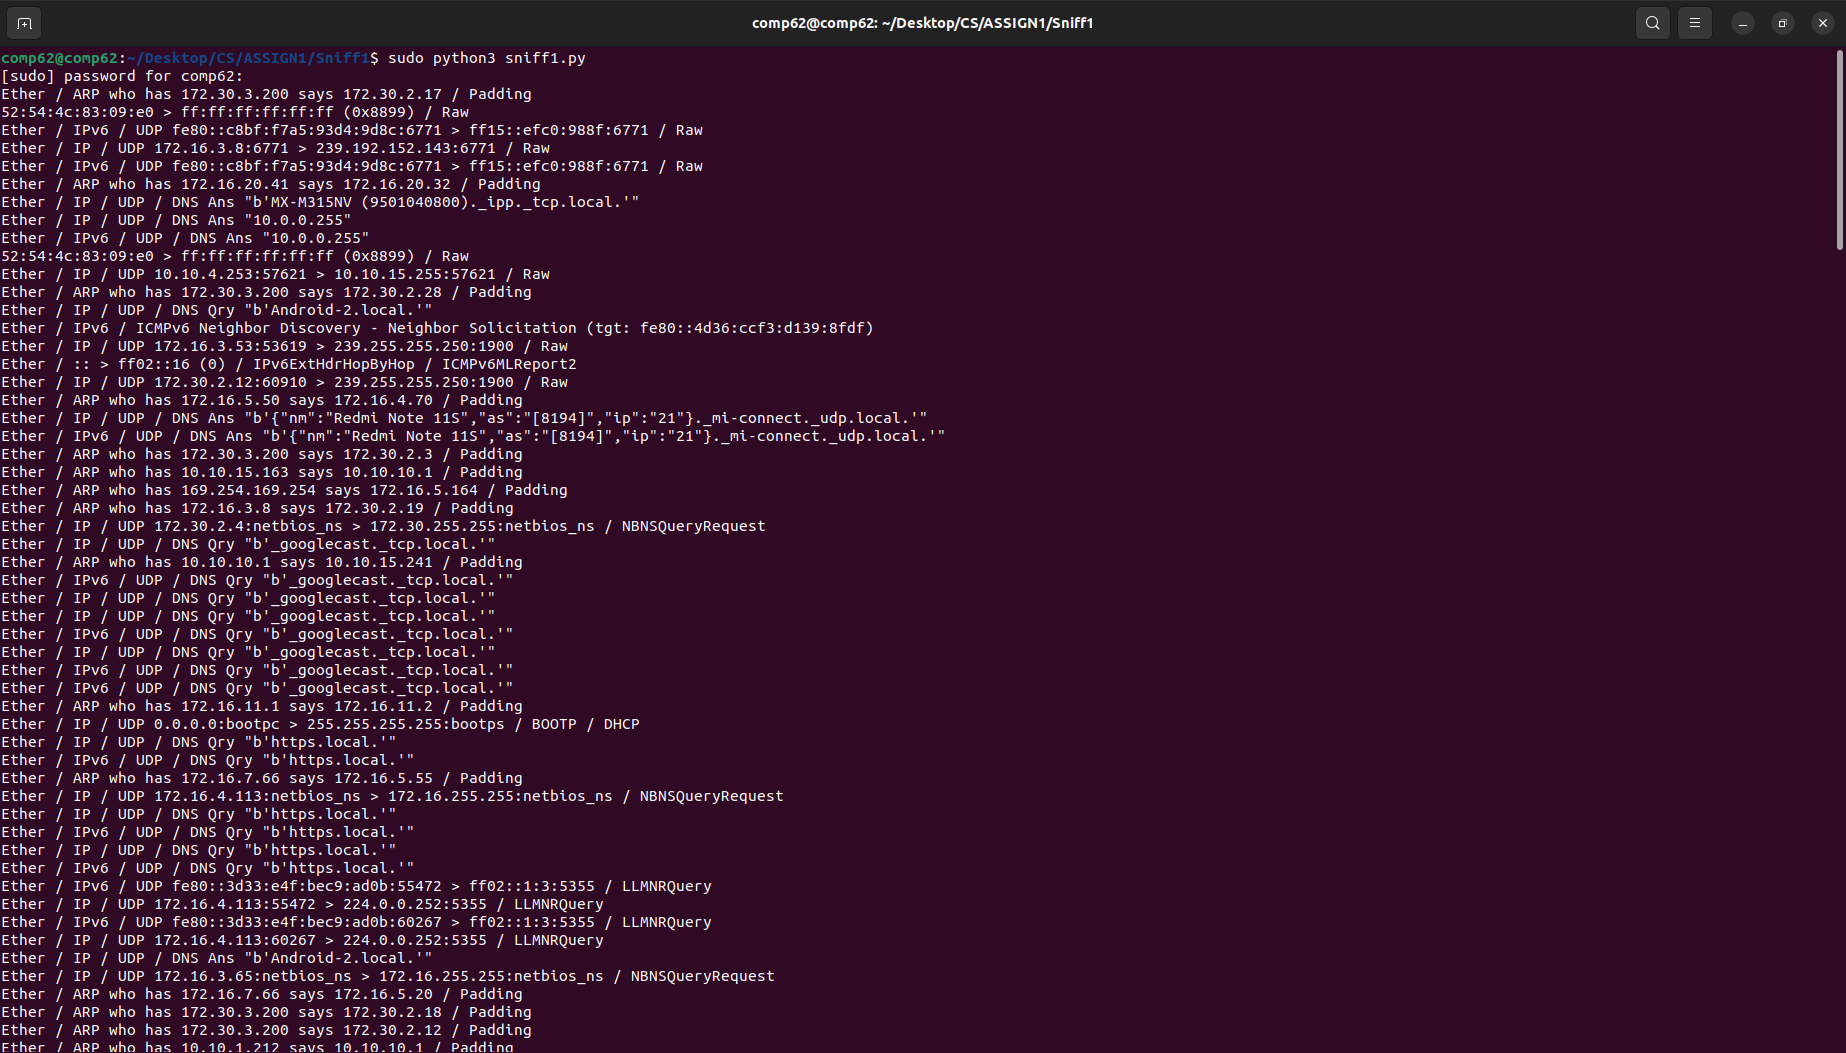 comp62@comp62: ~/Desktop/CS/ASSIGN1/Sniff1
comp62@comp62:~/Desktop/CS/ASSIGN1/Sniff1$ sudo python3 sniff1.py
[sudo] password for comp62:
Ether / ARP who has 172.30.3.200 says 172.30.2.17 / Padding
52:54:4c:83:09:e0 > ff:ff:ff:ff:ff:ff (0x8899) / Raw
Ether / IPv6 / UDP fe80::c8bf:f7a5:93d4:9d8c:6771 > ff15::efc0:988f:6771 / Raw
Ether / IP / UDP 172.16.3.8:6771 > 239.192.152.143:6771 / Raw
Ether / IPv6 / UDP fe80::c8bf:f7a5:93d4:9d8c:6771 > ff15::efc0:988f:6771 / Raw
Ether / ARP who has 172.16.20.41 says 172.16.20.32 / Padding
Ether / IP / UDP / DNS Ans "b'MX-M315NV (9501040800)._ipp._tcp.local.'"
Ether / IP / UDP / DNS Ans "10.0.0.255"
Ether / IPv6 / UDP / DNS Ans "10.0.0.255"
52:54:4c:83:09:e0 > ff:ff:ff:ff:ff:ff (0x8899) / Raw
Ether / IP / UDP 10.10.4.253:57621 > 10.10.15.255:57621 / Raw
Ether / ARP who has 172.30.3.200 says 172.30.2.28 / Padding
Ether / IP / UDP / DNS Qry "b'Android-2.local.'"
Ether / IPv6 / ICMPv6 Neighbor Discovery - Neighbor Solicitation (tgt: fe80::4d36:ccf3:d139:8fdf)
Ether / IP / UDP 172.16.3.53:53619 > 239.255.255.250:1900 / Raw
Ether / :: > ff02::16 (0) / IPv6ExtHdrHopByHop / ICMPv6MLReport2
Ether / IP / UDP 172.30.2.12:60910 > 239.255.255.250:1900 / Raw
Ether / ARP who has 172.16.5.50 says 172.16.4.70 / Padding
Ether / IP / UDP / DNS Ans "b'{"nm":"Redmi Note 11S","as":"[8194]","ip":"21"}._mi-connect._udp.local.'"
Ether / IPv6 / UDP / DNS Ans "b'{"nm":"Redmi Note 11S","as":"[8194]","ip":"21"}._mi-connect._udp.local.'"
Ether / ARP who has 172.30.3.200 says 172.30.2.3 / Padding
Ether / ARP who has 10.10.15.163 says 10.10.10.1 / Padding
Ether / ARP who has 169.254.169.254 says 172.16.5.164 / Padding
Ether / ARP who has 172.16.3.8 says 172.30.2.19 / Padding
Ether / IP / UDP 172.30.2.4:netbios_ns > 172.30.255.255:netbios_ns / NBNSQueryRequest
Ether / IP / UDP / DNS Qry "b'_googlecast._tcp.local.'"
Ether / ARP who has 10.10.10.1 says 10.10.15.241 / Padding
Ether / IPv6 / UDP / DNS Qry "b'_googlecast._tcp.local.'"
Ether / IP / UDP / DNS Qry "b'_googlecast._tcp.local.'"
Ether / IP / UDP / DNS Qry "b'_googlecast._tcp.local.'"
Ether / IPv6 / UDP / DNS Qry "b'_googlecast._tcp.local.'"
Ether / IP / UDP / DNS Qry "b'_googlecast._tcp.local.'"
Ether / IPv6 / UDP / DNS Qry "b'_googlecast._tcp.local.'"
Ether / IPv6 / UDP / DNS Qry "b'_googlecast._tcp.local.'"
Ether / ARP who has 172.16.11.1 says 172.16.11.2 / Padding
Ether / IP / UDP 0.0.0.0:bootpc > 255.255.255.255:bootps / BOOTP / DHCP
Ether / IP / UDP / DNS Qry "b'https.local.'"
Ether / IPv6 / UDP / DNS Qry "b'https.local.'"
Ether / ARP who has 172.16.7.66 says 172.16.5.55 / Padding
Ether / IP / UDP 172.16.4.113:netbios_ns > 172.16.255.255:netbios_ns / NBNSQueryRequest
Ether / IP / UDP / DNS Qry "b'https.local.'"
Ether / IPv6 / UDP / DNS Qry "b'https.local.'"
Ether / IP / UDP / DNS Qry "b'https.local.'"
Ether / IPv6 / UDP / DNS Qry "b'https.local.'"
Ether / IPv6 / UDP fe80::3d33:e4f:bec9:ad0b:55472 > ff02::1:3:5355 / LLMNRQuery
Ether / IP / UDP 172.16.4.113:55472 > 224.0.0.252:5355 / LLMNRQuery
Ether / IPv6 / UDP fe80::3d33:e4f:bec9:ad0b:60267 > ff02::1:3:5355 / LLMNRQuery
Ether / IP / UDP 172.16.4.113:60267 > 224.0.0.252:5355 / LLMNRQuery
Ether / IP / UDP / DNS Ans "b'Android-2.local.'"
Ether / IP / UDP 172.16.3.65:netbios_ns > 172.16.255.255:netbios_ns / NBNSQueryRequest
Ether / ARP who has 172.16.7.66 says 172.16.5.20 / Padding
Ether / ARP who has 172.30.3.200 says 172.30.2.18 / Padding
Ether / ARP who has 172.30.3.200 says 172.30.2.12 / Padding
Ether / ARP who has 10.10.1.212 says 10.10.10.1 / Padding